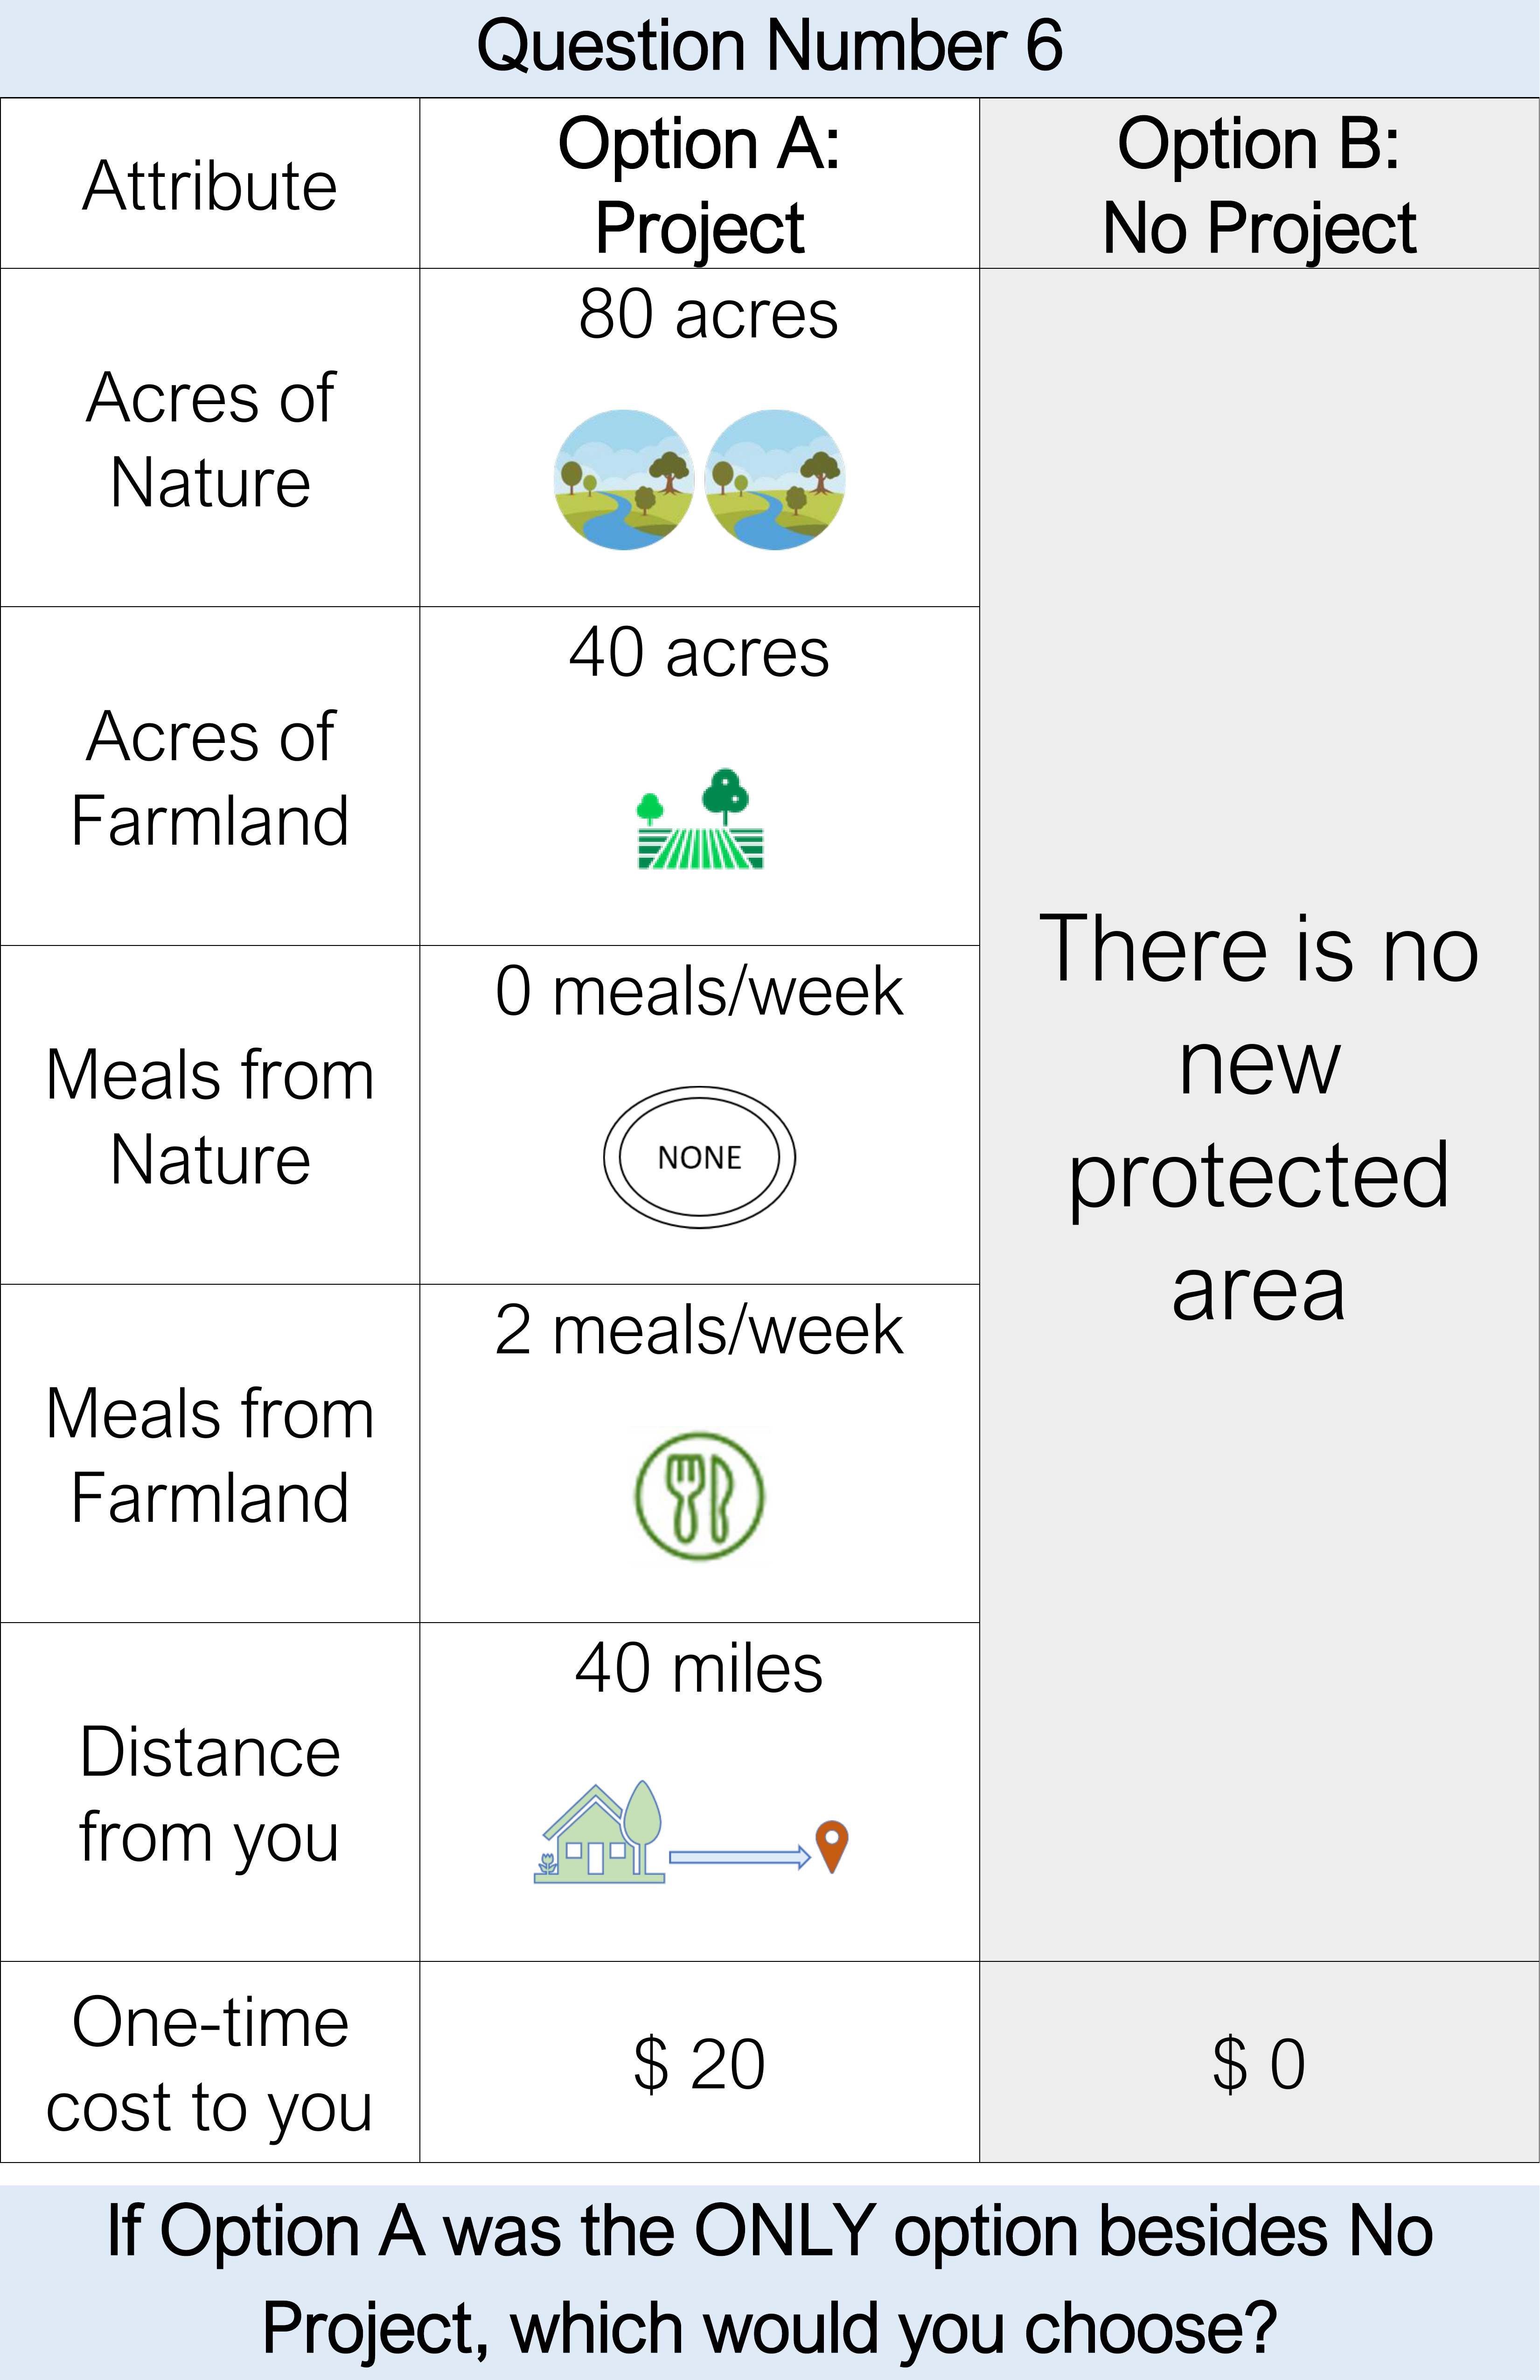 Question Number 6
Attribute
Option A:
Project
Option B:
No Project
Acres of
Nature
80 acres
Acres of
Farmland
40 acres
Meals from
Nature
0 meals/week
NONE
Meals from
Farmland
2 meals/week
Distance
from you
40 miles
There is no
new
protected
area
One-time
cost to you
$ 20
$ 0
If Option A was the ONLY option besides No
Project, which would you choose?